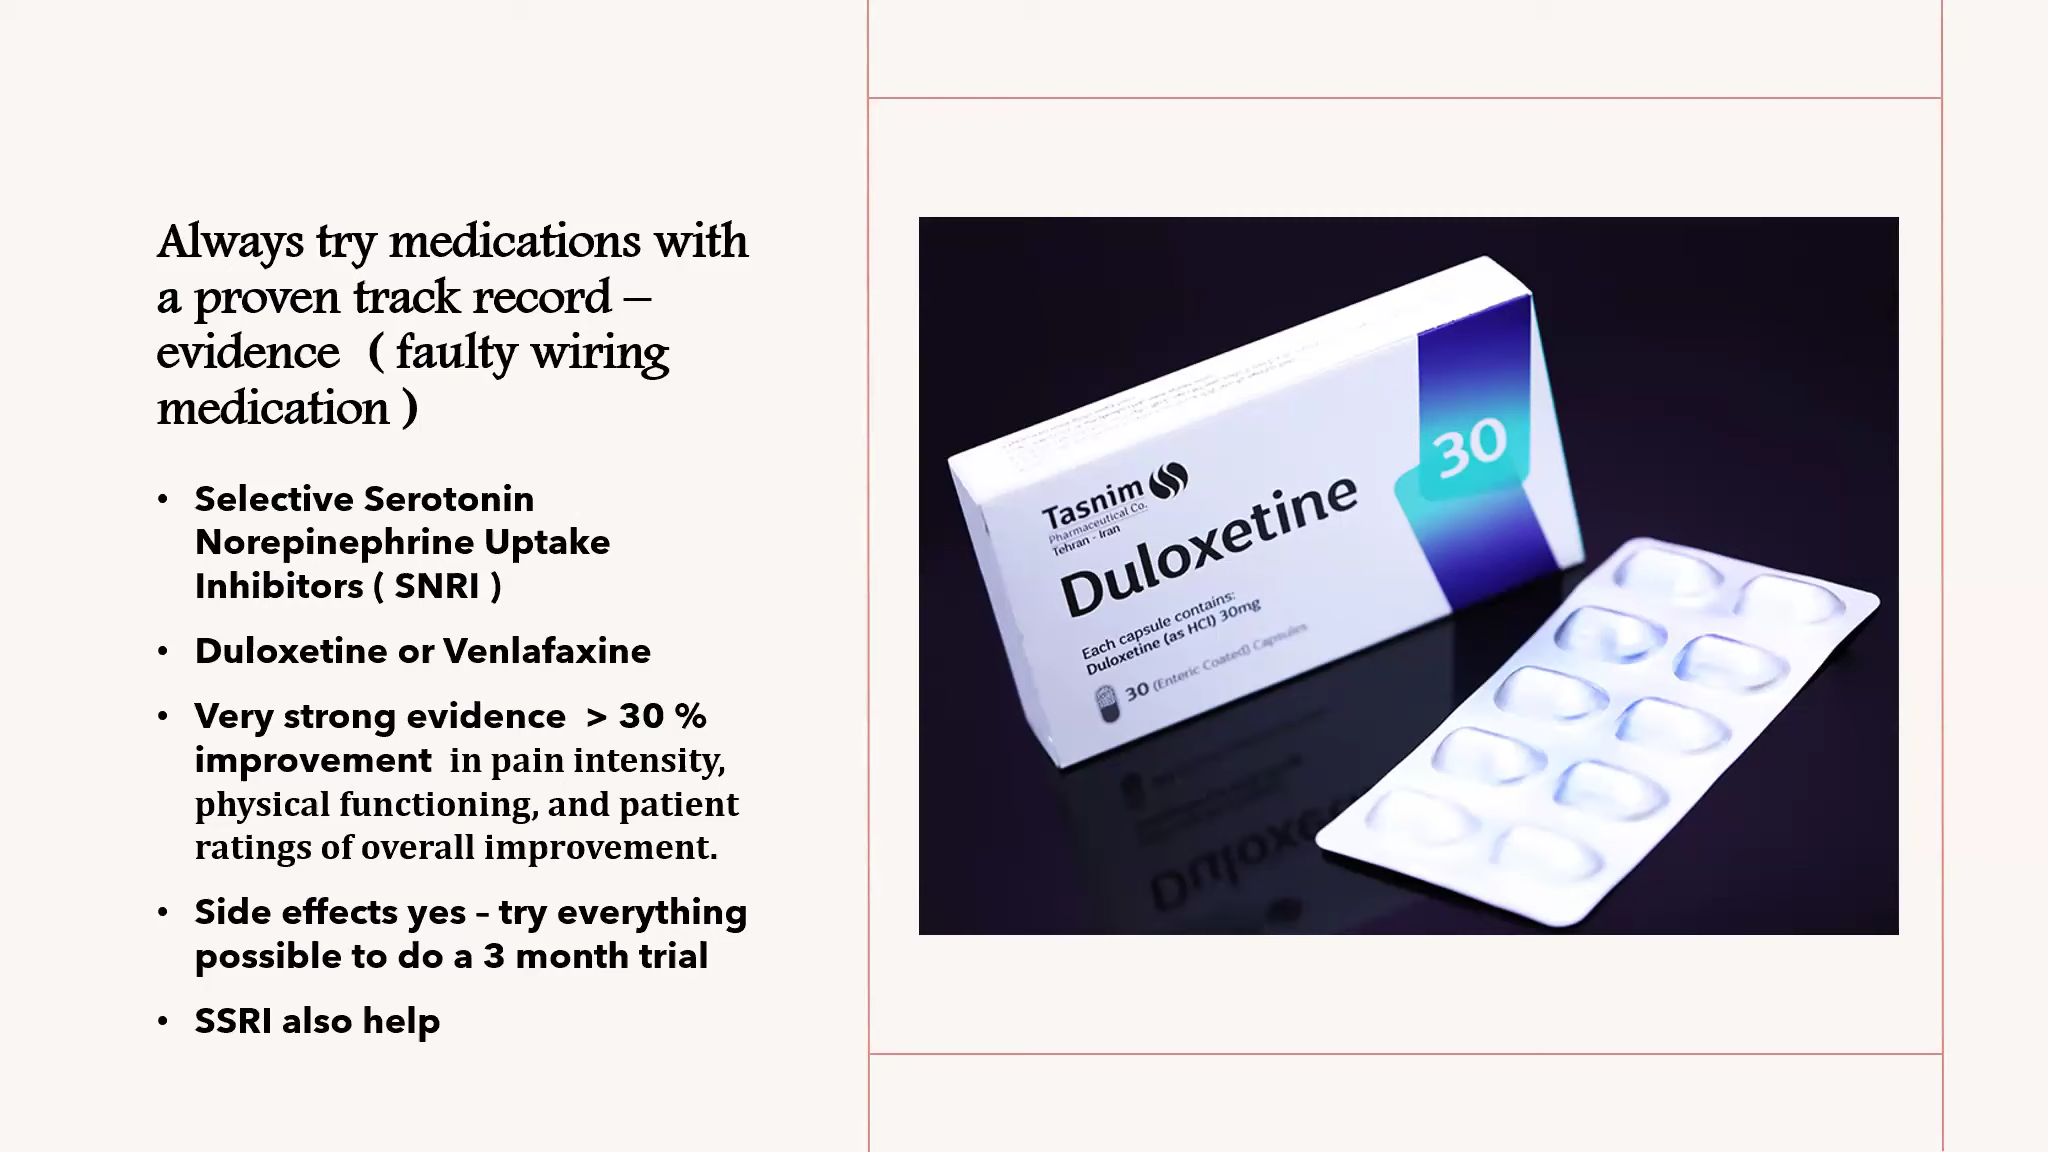 Always try medications with
a proven track record –
evidence ( faulty wiring
medication )
• Selective Serotonin
Norepinephrine Uptake
Inhibitors ( SNRI )
• Duloxetine or Venlafaxine
• Very strong evidence > 30 %
improvement in pain intensity,
physical functioning, and patient
ratings of overall improvement.
• Side effects yes – try everything
possible to do a 3 month trial
• SSRI also help
Tasnim
Pharmaceutical Co.
Tehran - Iran
Duloxetine
30
Each capsule contains:
Duloxetine (as HCl) 30mg
30 (Enteric Coated) Capsules